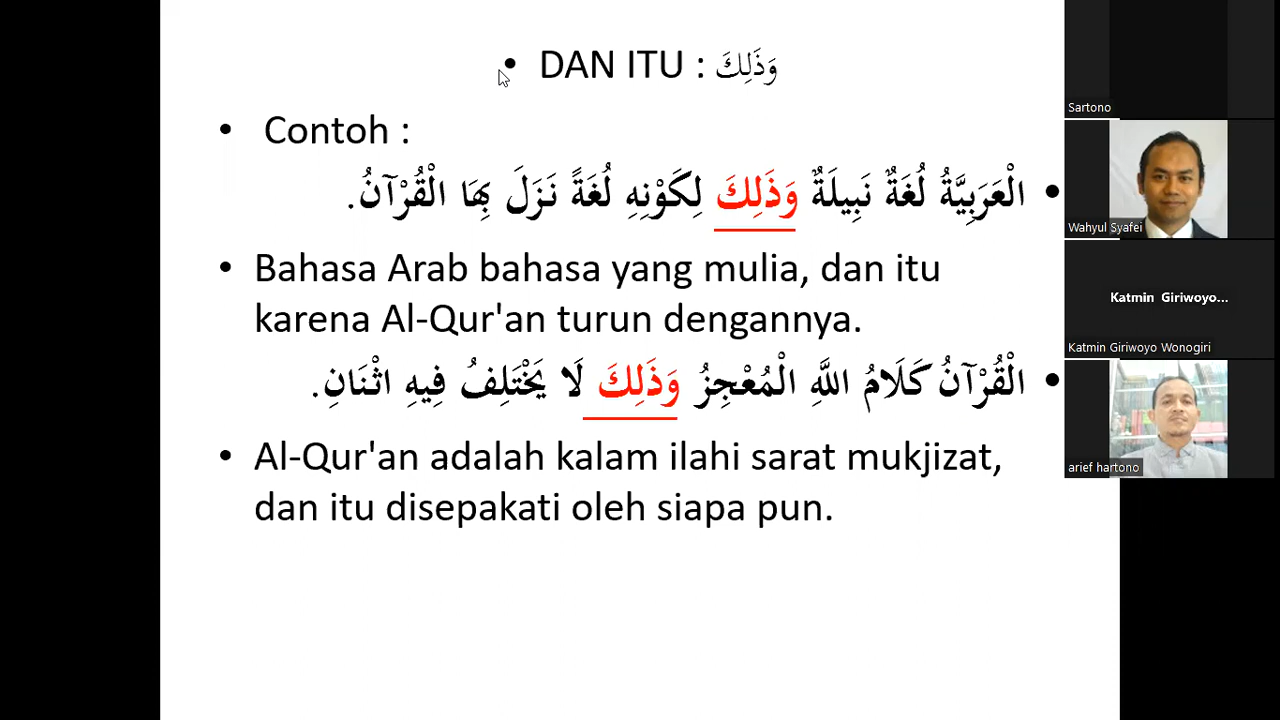 • DAN ITU : وَذَلِكَ
• Contoh :
• الْعَرَبِيَّةُ لُغَةٌ نَبِيلَةٌ وَذَلِكَ لِكَوْنِهِ لُغَةً نَزَلَ بِهَا الْقُرْآنُ.
• Bahasa Arab bahasa yang mulia, dan itu
karena Al-Qur'an turun dengannya.
• الْقُرْآنُ كَلَامُ اللَّهِ الْمُعْجِزُ وَذَلِكَ لَا يَخْتَلِفُ فِيهِ اثْنَانِ.
• Al-Qur'an adalah kalam ilahi sarat mukjizat,
dan itu disepakati oleh siapa pun.
Sartono
Wahyul Syafei
Katmin Giriwoyo...
Katmin Giriwoyo Wonogiri
arief hartono